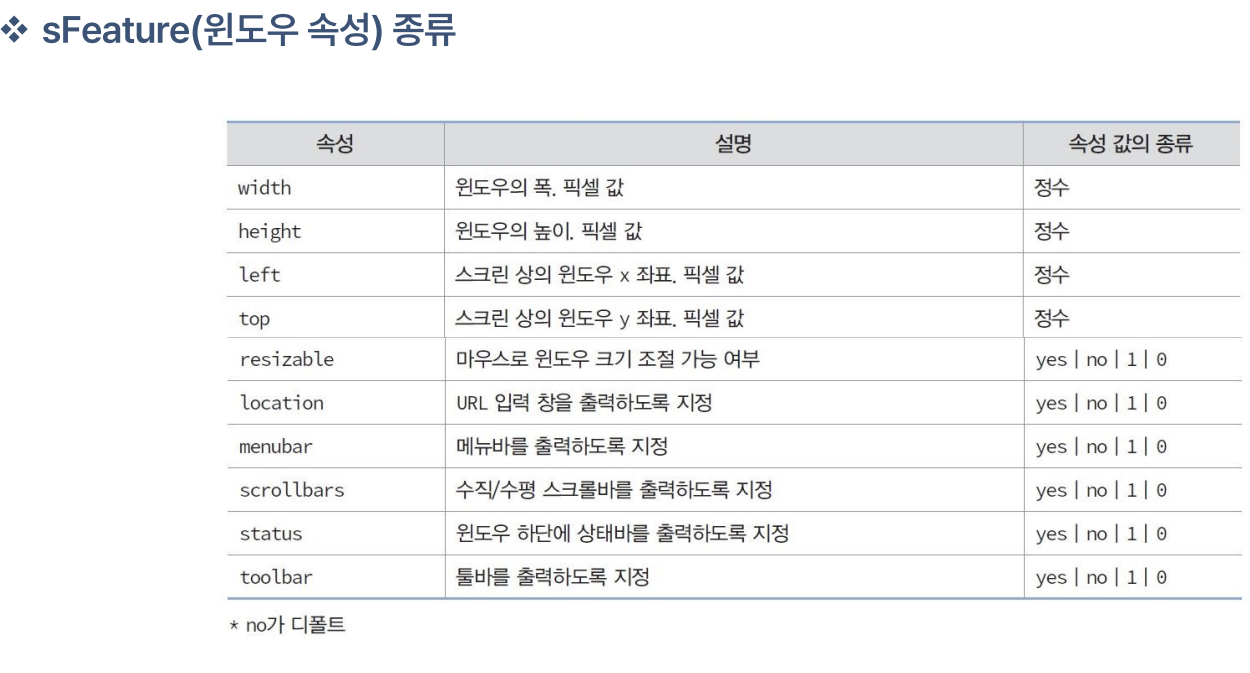 ❖ sFeature(윈도우 속성) 종류
속성 설명 속성 값의 종류
width 윈도우의 폭. 픽셀 값 정수
height 윈도우의 높이. 픽셀 값 정수
left 스크린 상의 윈도우 x 좌표. 픽셀 값 정수
top 스크린 상의 윈도우 y 좌표. 픽셀 값 정수
resizable 마우스로 윈도우 크기 조절 가능 여부 yes|no|1|0
location URL 입력 창을 출력하도록 지정 yes|no|1|0
menubar 메뉴바를 출력하도록 지정 yes|no|1|0
scrollbars 수직/수평 스크롤바를 출력하도록 지정 yes|no|1|0
status 윈도우 하단에 상태바를 출력하도록 지정 yes|no|1|0
toolbar 툴바를 출력하도록 지정 yes|no|1|0
* no가 디폴트